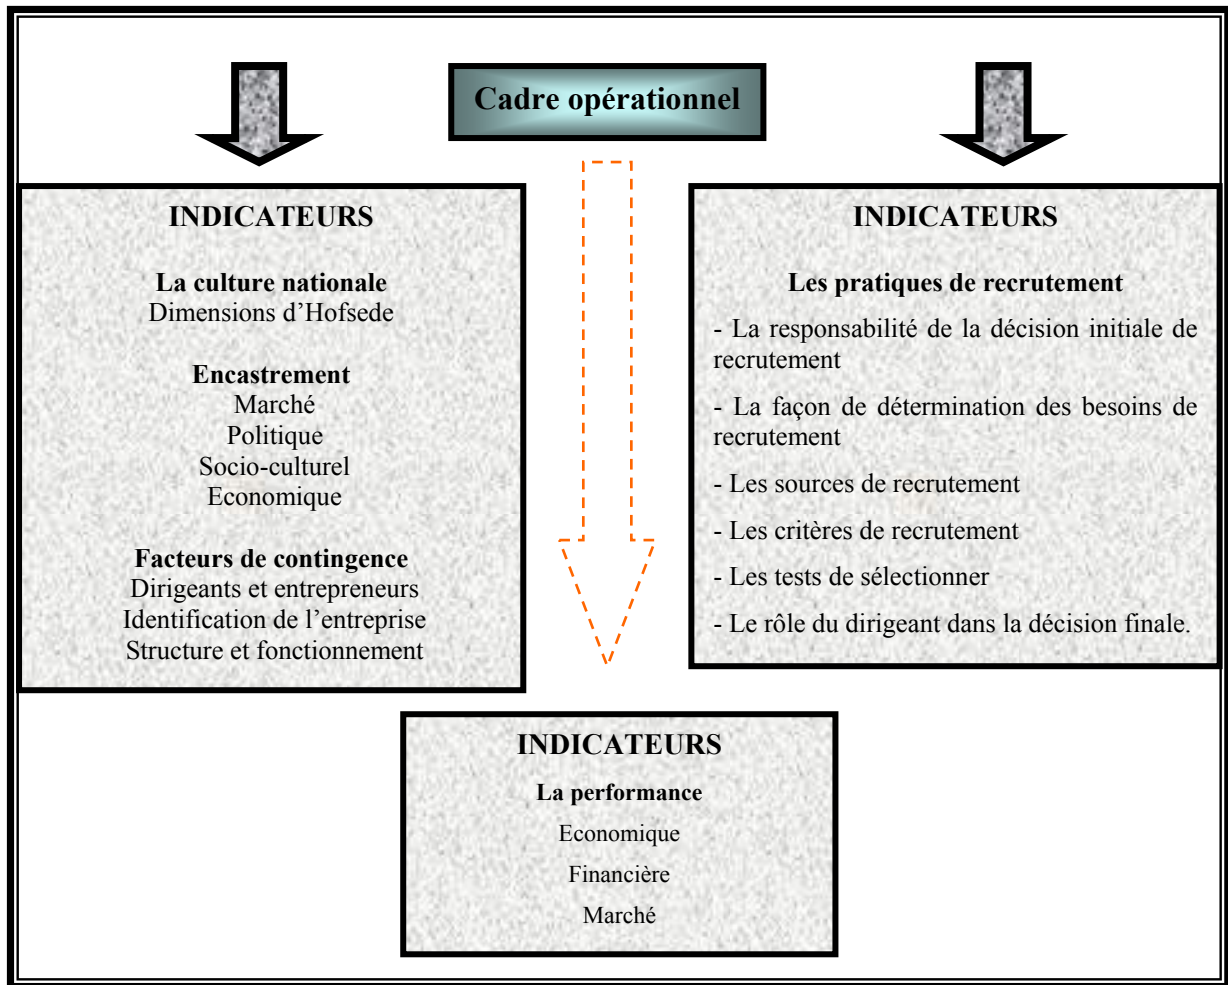 Cadre opérationnel
INDICATEURS
La culture nationale
Dimensions d’Hofsede
Encastrement
Marché
Politique
Socio-culturel
Economique
Facteurs de contingence
Dirigeants et entrepreneurs
Identification de l’entreprise
Structure et fonctionnement
INDICATEURS
Les pratiques de recrutement
- La responsabilité de la décision initiale de
recrutement
- La façon de détermination des besoins de
recrutement
- Les sources de recrutement
- Les critères de recrutement
- Les tests de sélectionner
- Le rôle du dirigeant dans la décision finale.
INDICATEURS
La performance
Economique
Financière
Marché